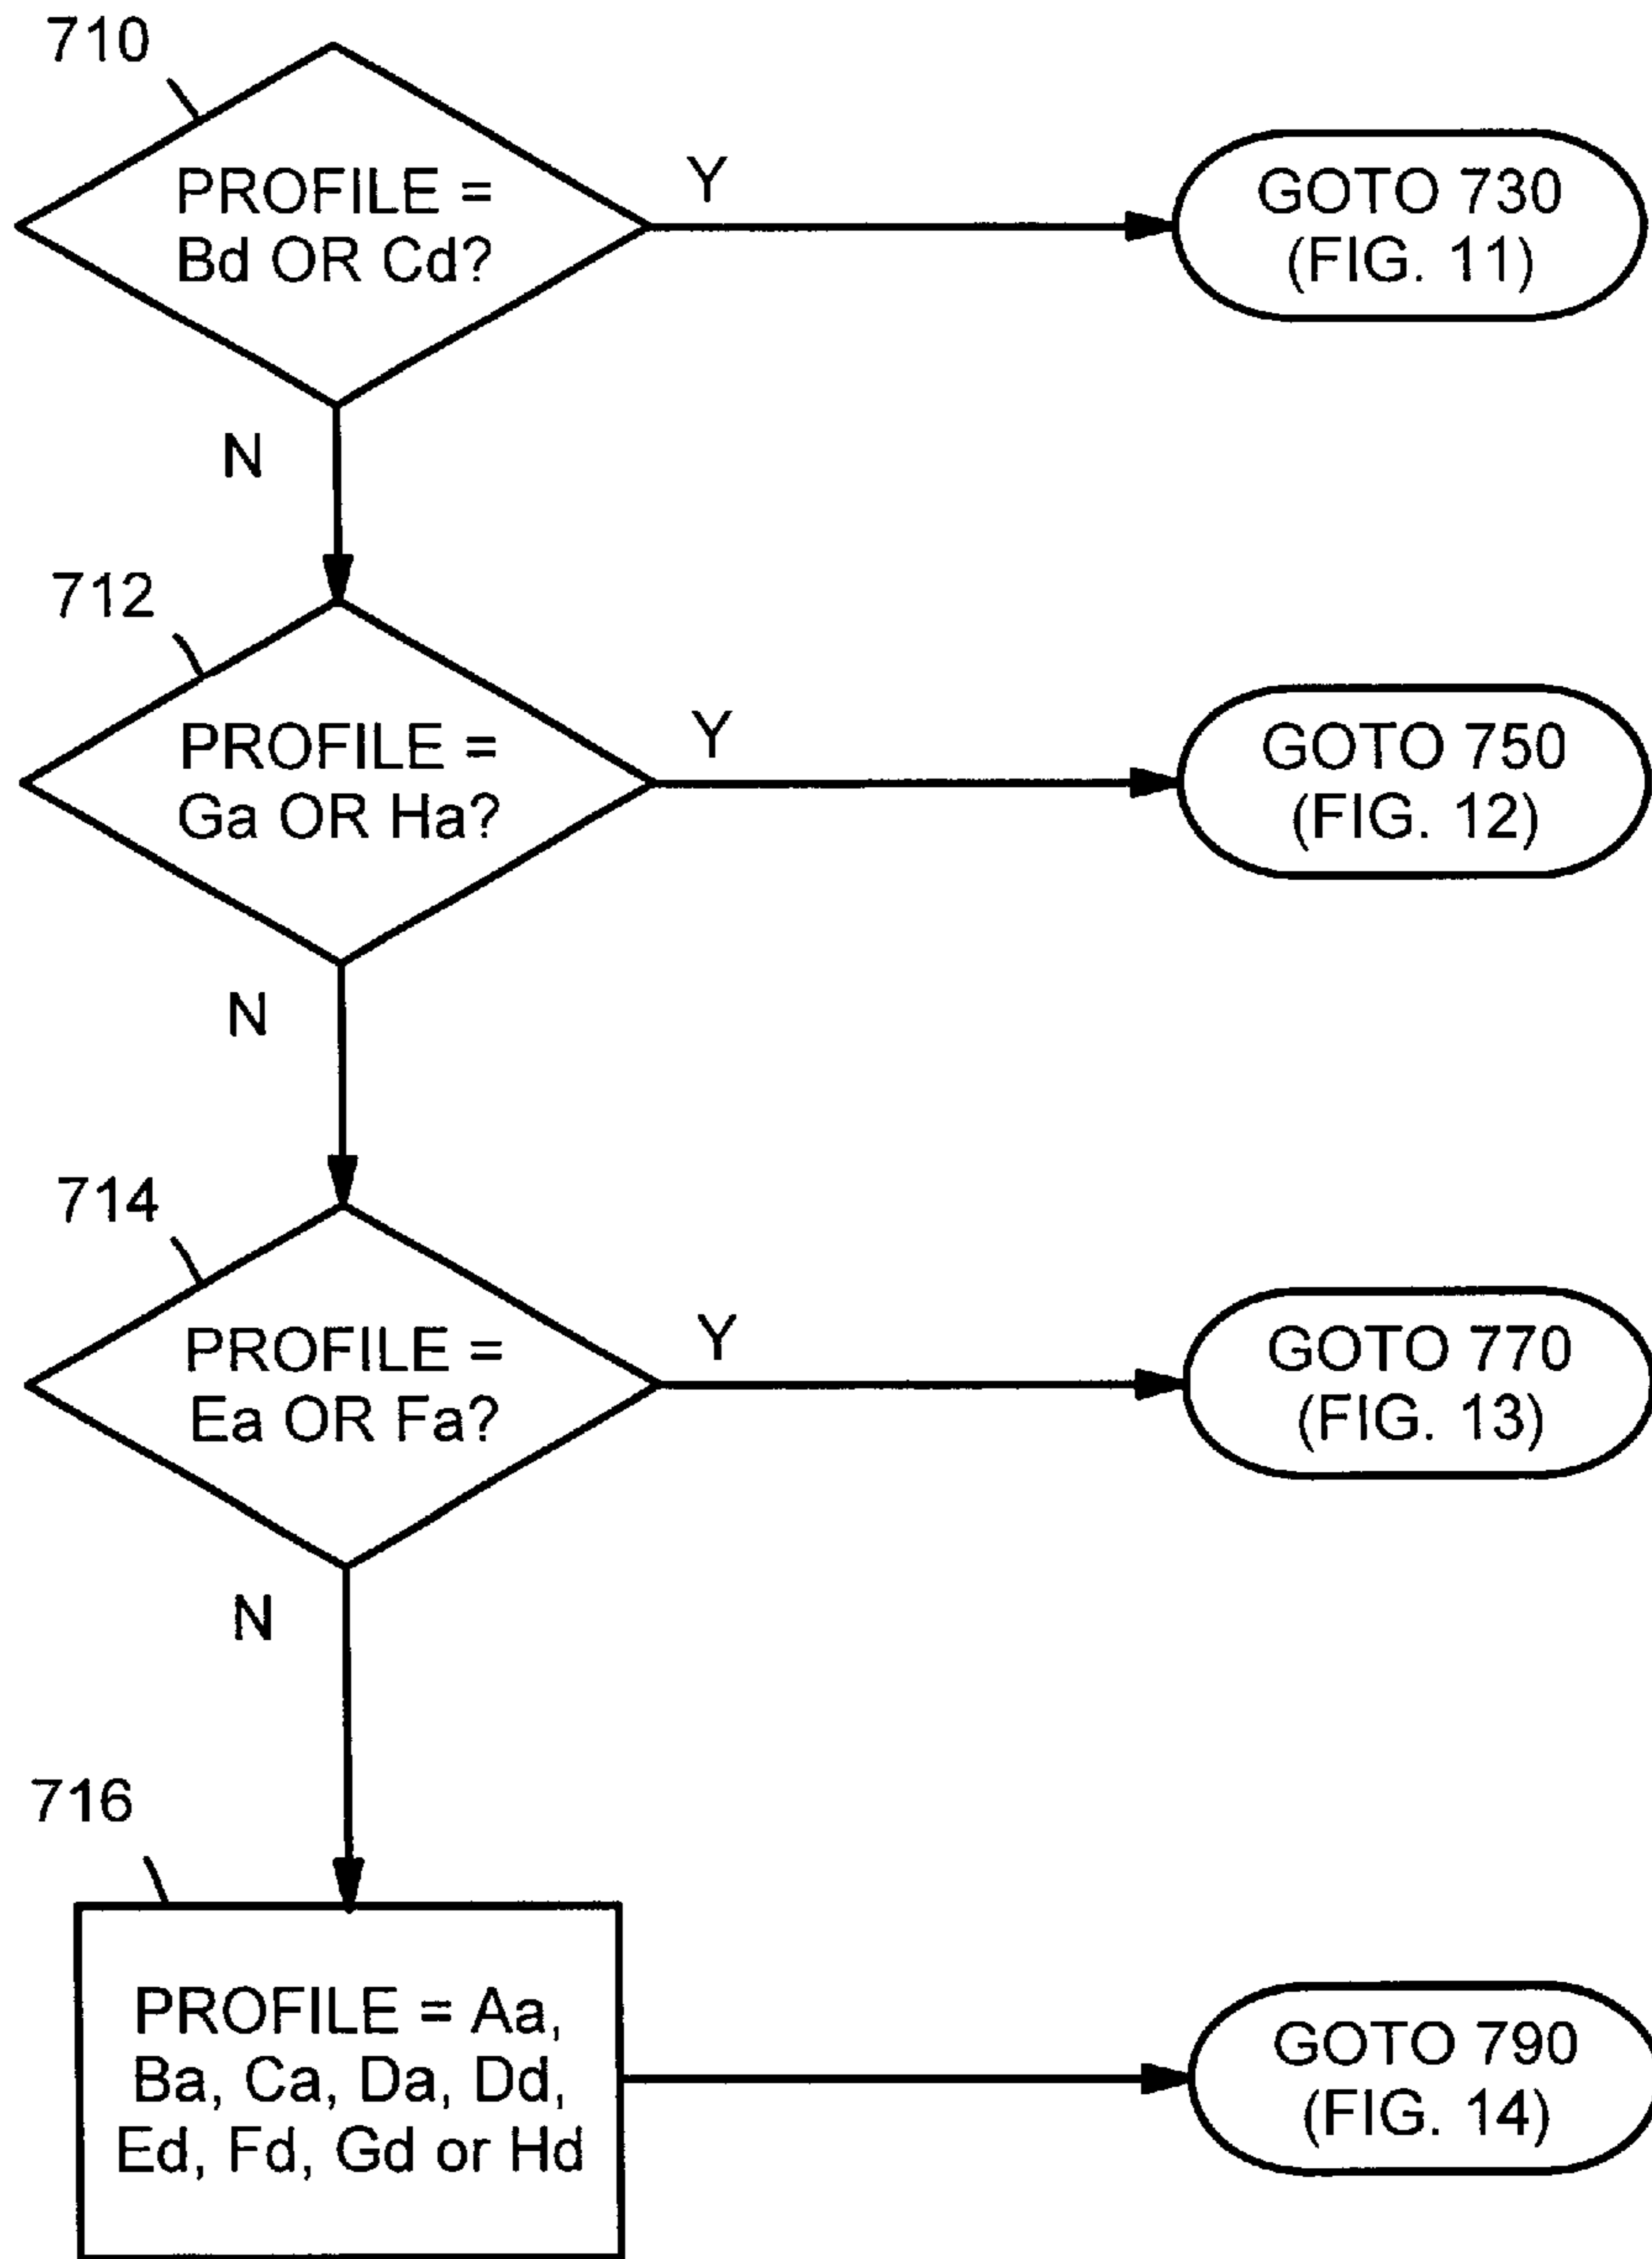 710
PROFILE =
Bd OR Cd?
Y
GOTO 730
(FIG. 11)
N
712
PROFILE =
Ga OR Ha?
Y
GOTO 750
(FIG. 12)
N
714
PROFILE =
Ea OR Fa?
Y
GOTO 770
(FIG. 13)
N
716
PROFILE = Aa,
Ba, Ca, Da, Dd,
Ed, Fd, Gd or Hd
GOTO 790
(FIG. 14)